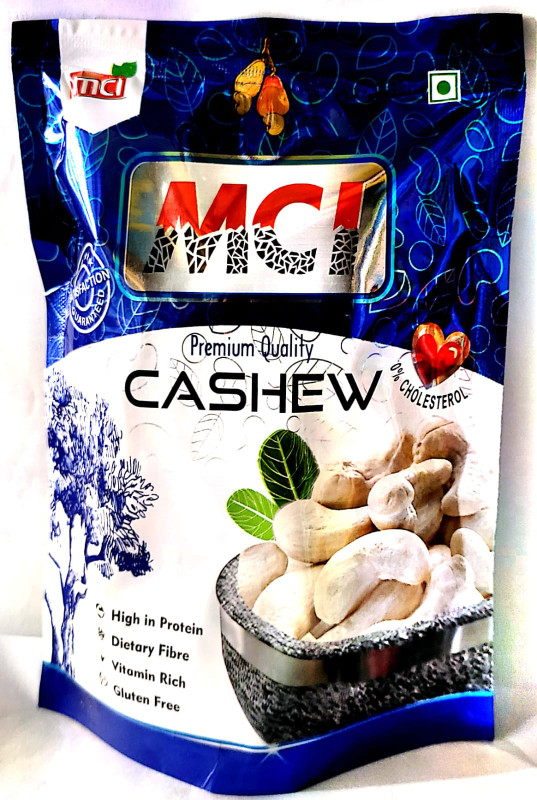 mci
MCI
SATISFACTION
GUARANTEED
Premium Quality
CASHEW
0% CHOLESTEROL
High in Protein
Dietary Fibre
Vitamin Rich
Gluten Free